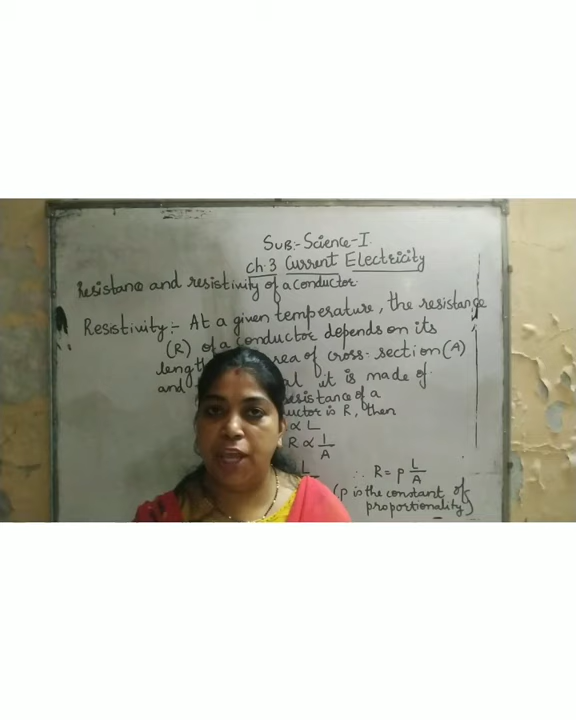 SUB:- Science-I.
ch.3 Current Electricity
Resistance and resistivity of a conductor.
Resistivity:- At a given temperature, the resistance
(R) of a conductor depends on its
length area of cross-section (A)
and it is made of.
resistance of a
is R, then
∝ L
R ∝ 1/A
L
∴ R = ρ L/A
(ρ is the constant of
proportionality)